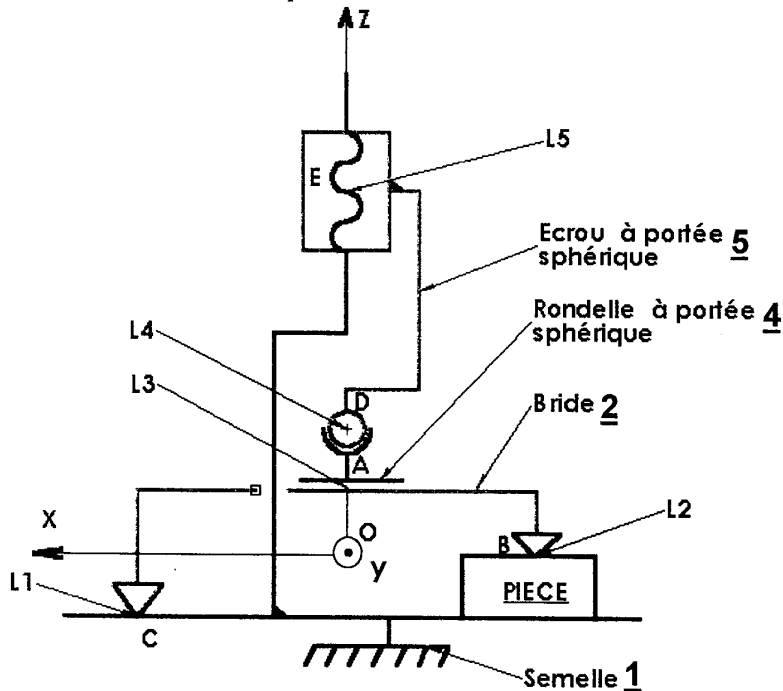 Z
L5
E
Ecrou à portée 5
sphérique
Rondelle à portée 4
sphérique
L4
L3
D
Bride 2
A
X
O
L2
B
Y
L1
PIECE
C
Semelle 1